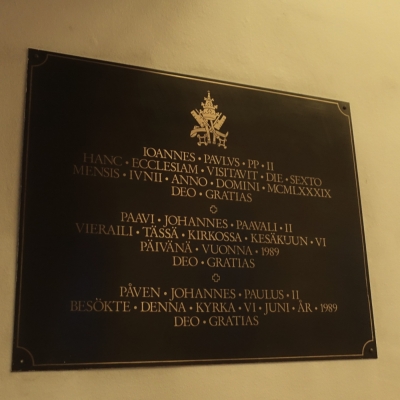 IOANNES • PAVLVS • PP • II
HANC • ECCLESIAM • VISITAVIT • DIE • SEXTO
MENSIS • IVNII • ANNO • DOMINI • MCMLXXXIX
DEO • GRATIAS
PAAVI • JOHANNES • PAAVALI • II
VIERAILI • TÄSSÄ • KIRKOSSA • KESÄKUUN • VI
PÄIVÄNÄ • VUONNA • 1989
DEO • GRATIAS
PÅVEN • JOHANNES • PAULUS • II
BESÖKTE • DENNA • KYRKA • VI • JUNI • ÅR • 1989
DEO • GRATIAS